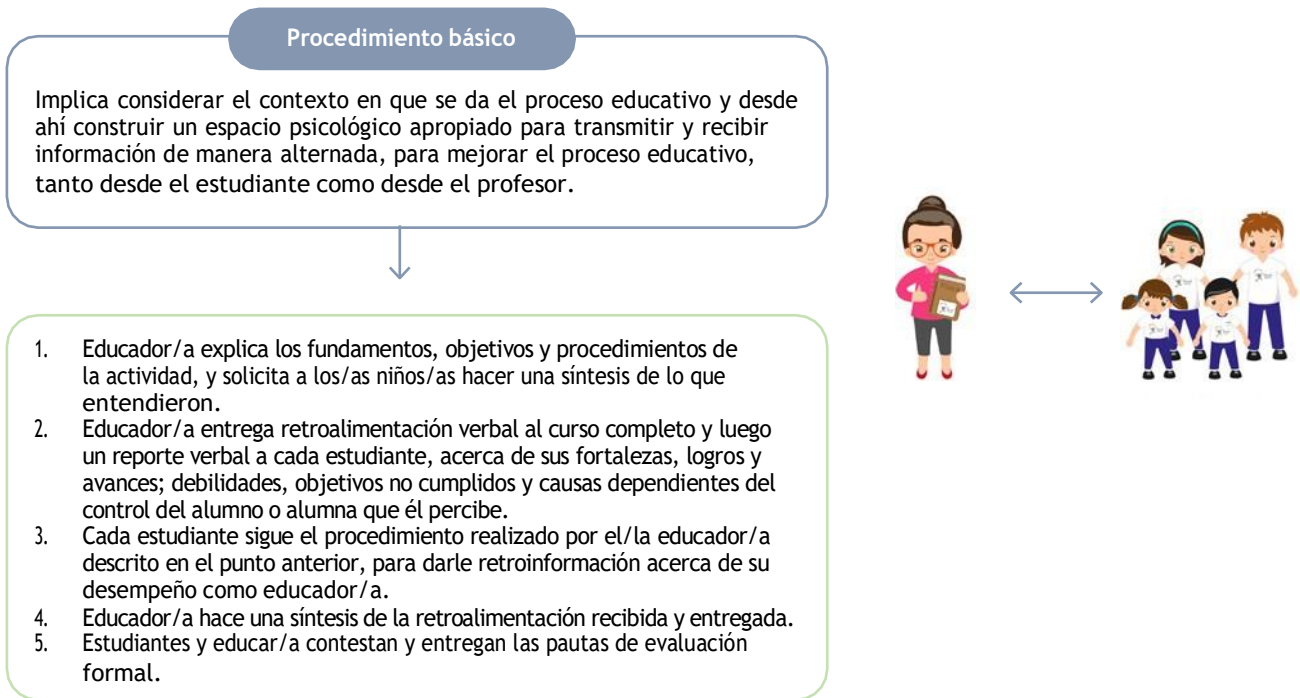 Procedimiento básico
Implica considerar el contexto en que se da el proceso educativo y desde
ahí construir un espacio psicológico apropiado para transmitir y recibir
información de manera alternada, para mejorar el proceso educativo,
tanto desde el estudiante como desde el profesor.
1. Educador/a explica los fundamentos, objetivos y procedimientos de
la actividad, y solicita a los/as niños/as hacer una síntesis de lo que
entendieron.
2. Educador/a entrega retroalimentación verbal al curso completo y luego
un reporte verbal a cada estudiante, acerca de sus fortalezas, logros y
avances; debilidades, objetivos no cumplidos y causas dependientes del
control del alumno o alumna que él percibe.
3. Cada estudiante sigue el procedimiento realizado por el/la educador/a
descrito en el punto anterior, para darle retroinformación acerca de su
desempeño como educador/a.
4. Educador/a hace una síntesis de la retroalimentación recibida y entregada.
5. Estudiantes y educar/a contestan y entregan las pautas de evaluación
formal.